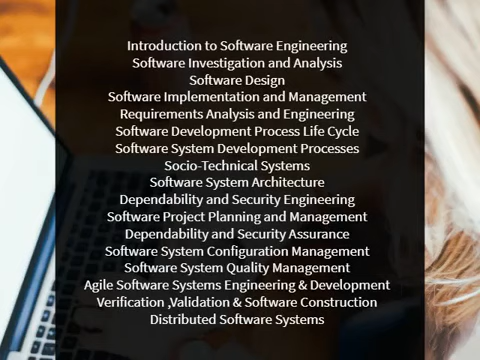 Introduction to Software Engineering
Software Investigation and Analysis
Software Design
Software Implementation and Management
Requirements Analysis and Engineering
Software Development Process Life Cycle
Software System Development Processes
Socio-Technical Systems
Software System Architecture
Dependability and Security Engineering
Software Project Planning and Management
Dependability and Security Assurance
Software System Configuration Management
Software System Quality Management
Agile Software Systems Engineering & Development
Verification ,Validation & Software Construction
Distributed Software Systems